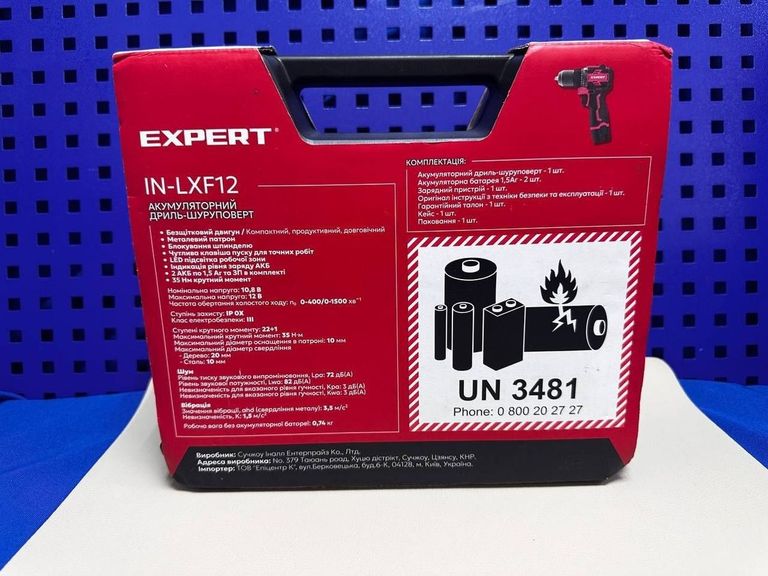 EXPERT
EXPERT
IN-LXF12
АКУМУЛЯТОРНИЙ
ДРИЛЬ-ШУРУПОВЕРТ
• Безщітковий двигун / Компактний, продуктивний, довговічний
• Металевий патрон
• Блокування шпинделю
• Чутлива клавіша пуску для точних робіт
• LED підсвітка робочої зони
• Індикація рівня заряду АКБ
• 2 АКБ по 1,5 Аг та ЗП в комплекті
• 35 Нм крутний момент
Номінальна напруга: 10,8 В
Максимальна напруга: 12 В
Частота обертання холостого ходу: n₀ 0-400/0-1500 хв⁻¹
Ступінь захисту: IP 0X
Клас електробезпеки: III
Ступені крутного моменту: 22+1
Максимальний крутний момент: 35 Н·м
Максимальний діаметр оснащення в патроні: 10 мм
Максимальний діаметр свердління
- Дерево: 20 мм
- Сталь: 10 мм
Шум
Рівень тиску звукового випромінювання, Lpa: 72 дБ(А)
Рівень звукової потужності, Lwa: 82 дБ(А)
Невизначеність для вказаного рівня гучності, Kpa: 3 дБ(А)
Невизначеність для вказаного рівня гучності, Kwa: 3 дБ(А)
Вібрація
Значення вібрації, ahd (свердління металу): 3,5 м/с²
Невизначеність, К: 1,5 м/с²
Робоча вага без акумуляторної батареї: 0,74 кг
КОМПЛЕКТАЦІЯ:
Акумуляторний дриль-шуруповерт - 1 шт.
Акумуляторна батарея 1,5Аг - 2 шт.
Зарядний пристрій - 1 шт.
Оригінал інструкції з техніки безпеки та експлуатації - 1 шт.
Гарантійний талон - 1 шт.
Кейс - 1 шт.
Паковання - 1 шт.
UN 3481
Phone: 0 800 20 27 27
Виробник: Сучжоу Іналл Ентерпрайз Ко., Лтд.
Адреса виробника: No. 379 Таюань роад, Хушо дістрікт, Сучжоу, Цзянсу, КНР.
Імпортер: ТОВ "Епіцентр К", вул.Берковецька, буд.6-К, 04128, м. Київ, Україна.